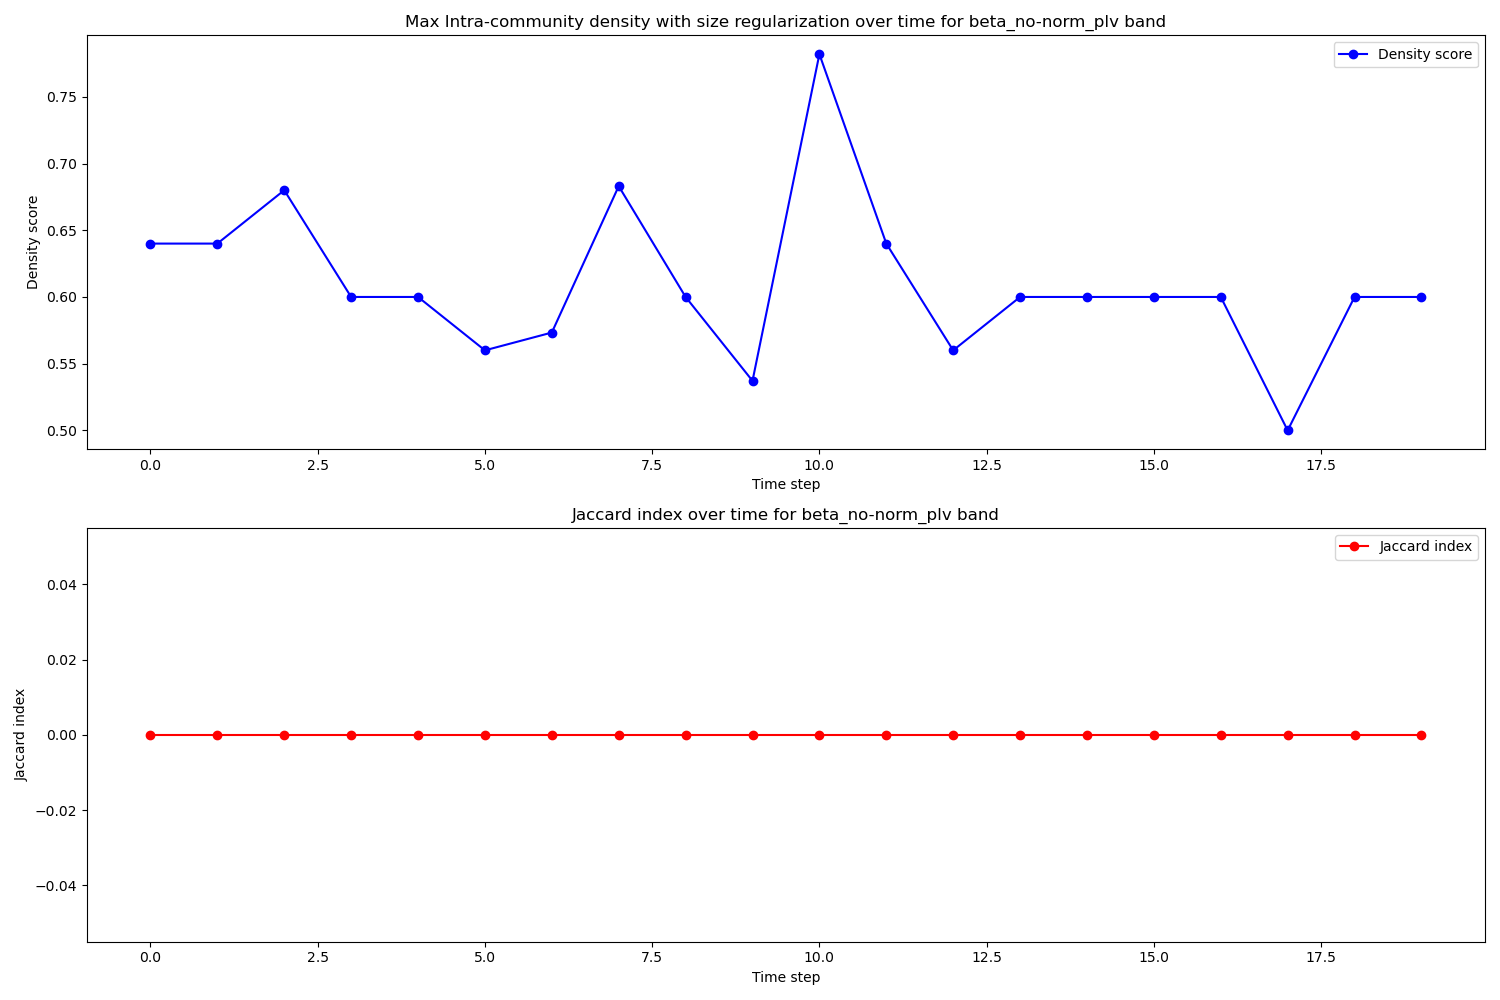 Max Intra-community density with size regularization over time for beta_no-norm_plv band
Density score
0.75
0.70
0.65
0.60
0.55
0.50
Density score
0.0 2.5 5.0 7.5 10.0 12.5 15.0 17.5
Time step
Jaccard index over time for beta_no-norm_plv band
Jaccard index
0.04
0.02
0.00
−0.02
−0.04
Jaccard index
0.0 2.5 5.0 7.5 10.0 12.5 15.0 17.5
Time step